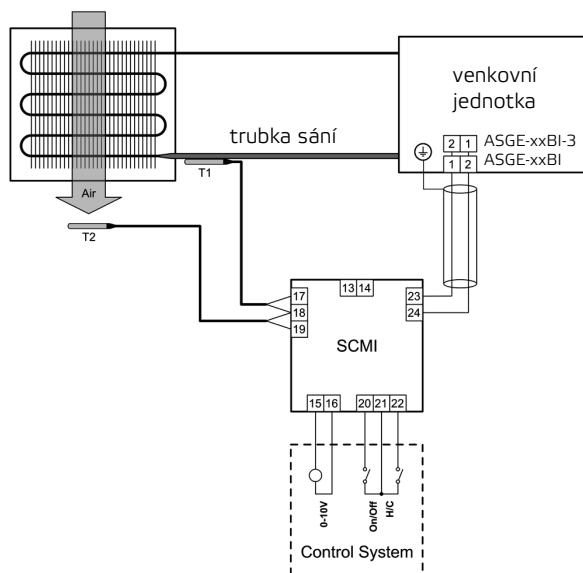 venkovní
jednotka
2 1 ASGE-xxBI-3
1 2 ASGE-xxBI
trubka sání
T1
Air
T2
13 14
17
18
19
23
24
SCMI
15 16
20 21 22
0-10V
On/Off
H/C
Control System